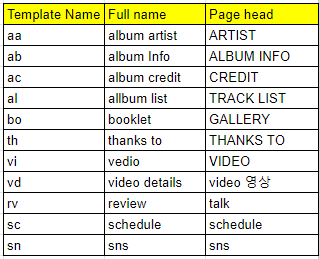 Template Name Full name Page head
aa album artist ARTIST
ab album Info ALBUM INFO
ac album credit CREDIT
al allbum list TRACK LIST
bo booklet GALLERY
th thanks to THANKS TO
vi vedio VIDEO
vd video details video 영상
rv review talk
sc schedule schedule
sn sns sns